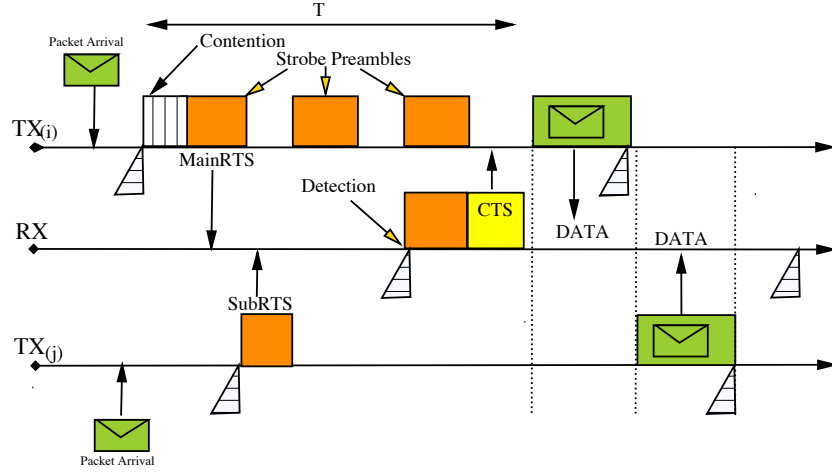 T
Packet Arrival
Contention
Strobe Preambles
TX(i)
MainRTS
Detection
CTS
RX
DATA
DATA
SubRTS
TX(j)
Packet Arrival